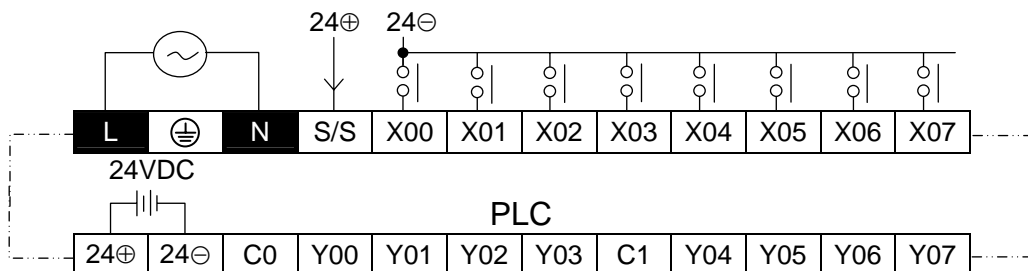 24⊕ 24⊖
L N S/S X00 X01 X02 X03 X04 X05 X06 X07
24VDC
PLC
24⊕ 24⊖ C0 Y00 Y01 Y02 Y03 C1 Y04 Y05 Y06 Y07